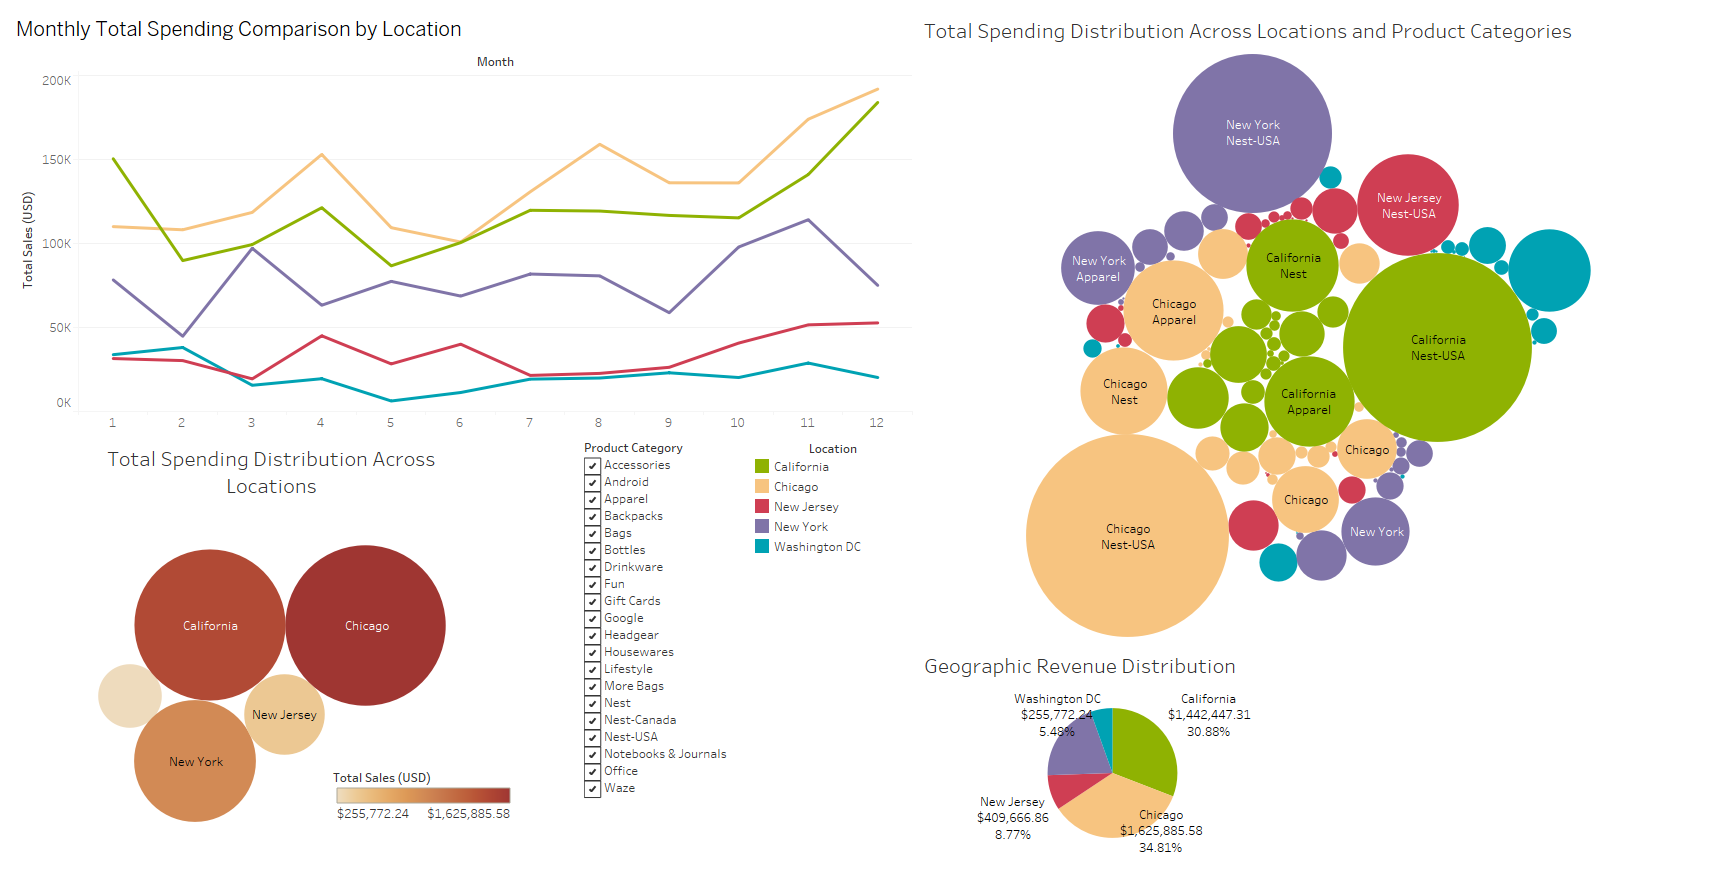 Monthly Total Spending Comparison by Location
Month
Total Sales (USD)
200K
150K
100K
50K
0K
1 2 3 4 5 6 7 8 9 10 11 12
Total Spending Distribution Across
Locations
California
Chicago
New Jersey
New York
Total Sales (USD)
$255,772.24 $1,625,885.58
Product Category
Accessories
Android
Apparel
Backpacks
Bags
Bottles
Drinkware
Fun
Gift Cards
Google
Headgear
Housewares
Lifestyle
More Bags
Nest
Nest-Canada
Nest-USA
Notebooks & Journals
Office
Waze
Location
California
Chicago
New Jersey
New York
Washington DC
Total Spending Distribution Across Locations and Product Categories
New York
Nest-USA
New Jersey
Nest-USA
New York
Apparel
California
Nest
Chicago
Apparel
California
Nest-USA
Chicago
Nest
California
Apparel
Chicago
Chicago
Chicago
Nest-USA
New York
Geographic Revenue Distribution
Washington DC
$255,772.24
5.48%
California
$1,442,447.31
30.88%
New Jersey
$409,666.86
8.77%
Chicago
$1,625,885.58
34.81%